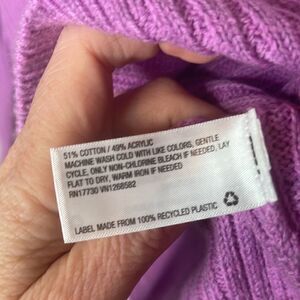 51% COTTON / 49% ACRYLIC
MACHINE WASH COLD WITH LIKE COLORS, GENTLE
CYCLE, ONLY NON-CHLORINE BLEACH IF NEEDED, LAY
FLAT TO DRY, WARM IRON IF NEEDED
RN17730 VN1268582
LABEL MADE FROM 100% RECYCLED PLASTIC